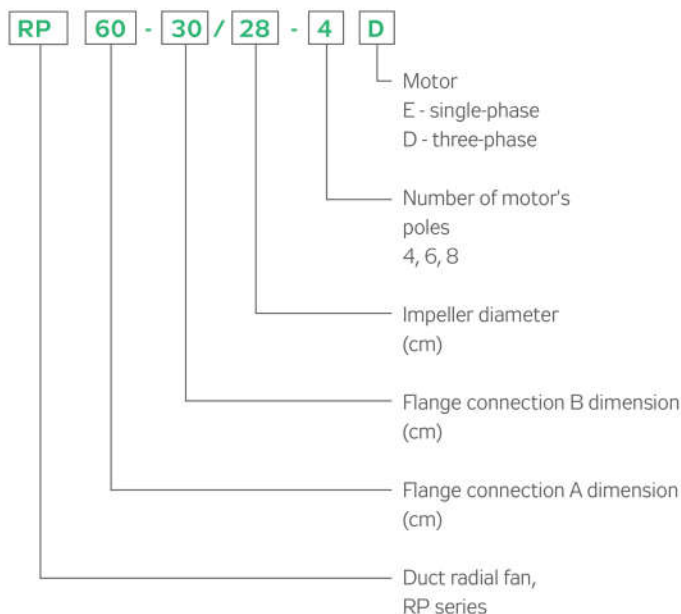 RP 60 - 30 / 28 - 4 D
Motor
E - single-phase
D - three-phase
Number of motor's
poles
4, 6, 8
Impeller diameter
(cm)
Flange connection B dimension
(cm)
Flange connection A dimension
(cm)
Duct radial fan,
RP series